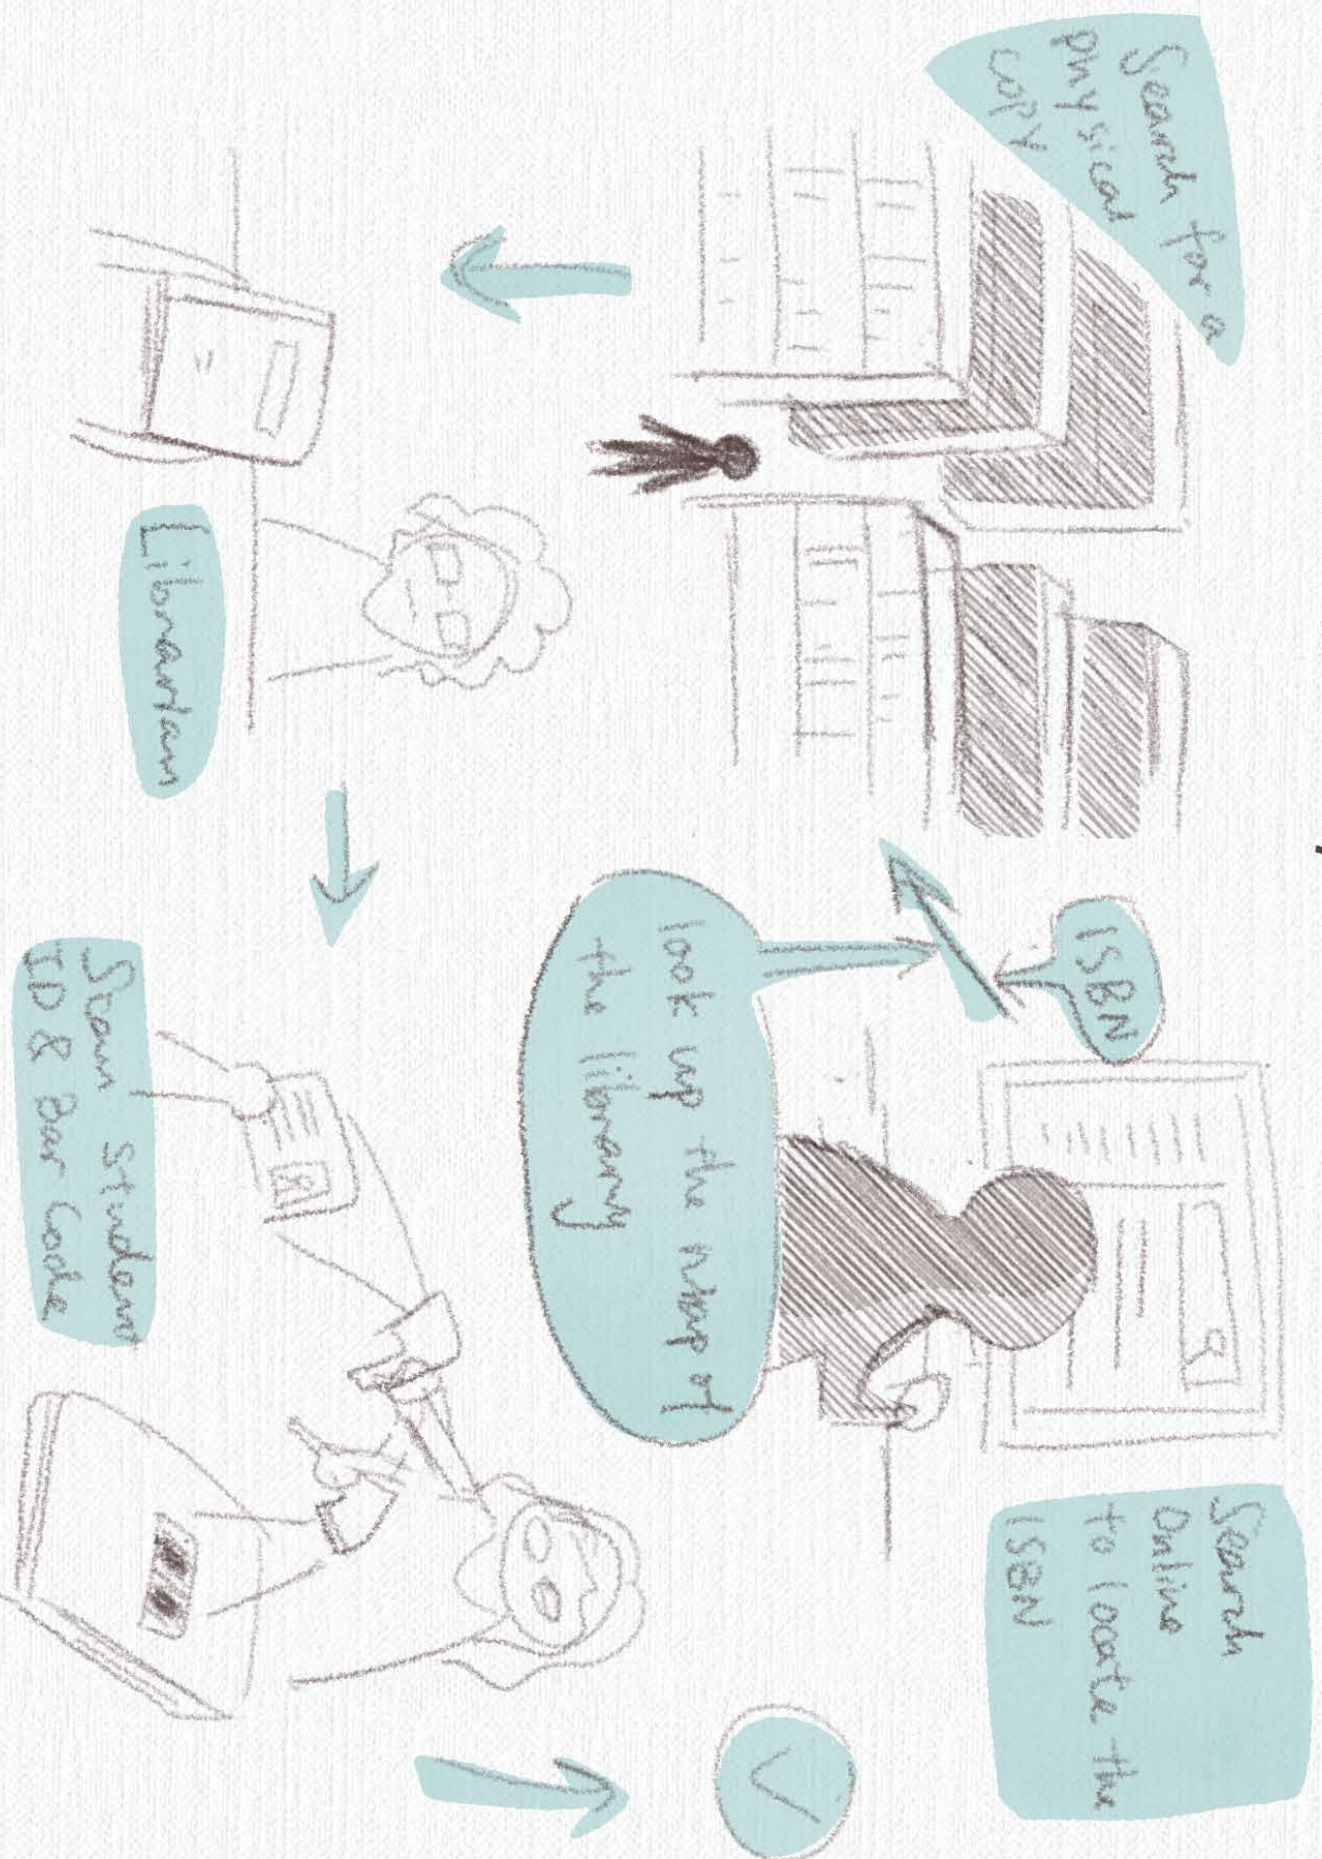 Search for a
physical
copy
ISBN
Search
Online
to locate the
ISBN
look up the map of
the library
Librarian
Scan Student
ID & Bar Code